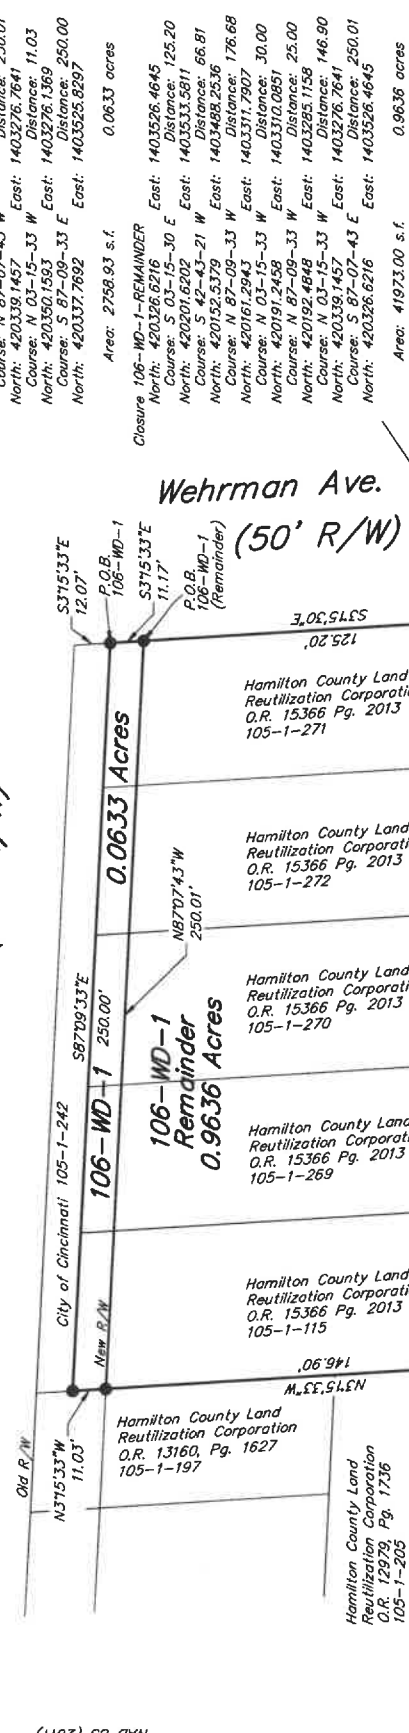 Distance: 250.01
Course: N 87-07-43 W
North: 420339.1457 East: 1403276.7641
Course: N 03-15-33 W Distance: 11.03
North: 420350.1593 East: 1403276.1369
Course: S 87-09-33 E Distance: 250.00
North: 420337.7692 East: 1403525.8297
Area: 2758.93 s.f. 0.0633 acres
Closure 106-WD-1-REMAINDER
North: 420326.6216 East: 1403526.4645
Course: S 03-15-30 E Distance: 125.20
North: 420201.6202 East: 1403533.5811
Course: S 42-43-21 W Distance: 66.81
North: 420152.5379 East: 1403488.2536
Course: N 87-09-33 W Distance: 176.68
North: 420161.2943 East: 1403311.7907
Course: N 03-15-33 W Distance: 30.00
North: 420191.2458 East: 1403310.0851
Course: N 87-09-33 W Distance: 25.00
North: 420192.4848 East: 1403285.1158
Course: N 03-15-33 W Distance: 146.90
North: 420339.1457 East: 1403276.7641
Course: S 87-07-43 E Distance: 250.01
North: 420326.6216 East: 1403526.4645
Area: 41973.00 s.f. 0.9636 acres
Wehrman Ave.
(50' R/W)
S3°15'33"E
12.07'
P.O.B.
106-WD-1
S3°15'33"E
11.17'
P.O.B.
106-WD-1
(Remainder)
S3°15'30"E
125.20'
Hamilton County Land
Reutilization Corporati
O.R. 15366 Pg. 2013
105-1-271
0.0633 Acres
Hamilton County Land
Reutilization Corporati
O.R. 15366 Pg. 2013
105-1-272
N87°07'43"W
250.01'
S87°09'33"E
250.00'
Hamilton County Land
Reutilization Corporati
O.R. 15366 Pg. 2013
105-1-270
106-WD-1
Remainder
0.9636 Acres
106-WD-1
City of Cincinnati 105-1-242
Hamilton County Land
Reutilization Corporati
O.R. 15366 Pg. 2013
105-1-269
Hamilton County Land
Reutilization Corporati
O.R. 15366 Pg. 2013
105-1-115
New R/W
146.90'
N3°15'33"W
Old R/W
N3°15'33"W
11.03'
Hamilton County Land
Reutilization Corporation
O.R. 13160, Pg. 1627
105-1-197
Hamilton County Land
Reutilization Corporation
O.R. 12979, Pg. 1736
105-1-205